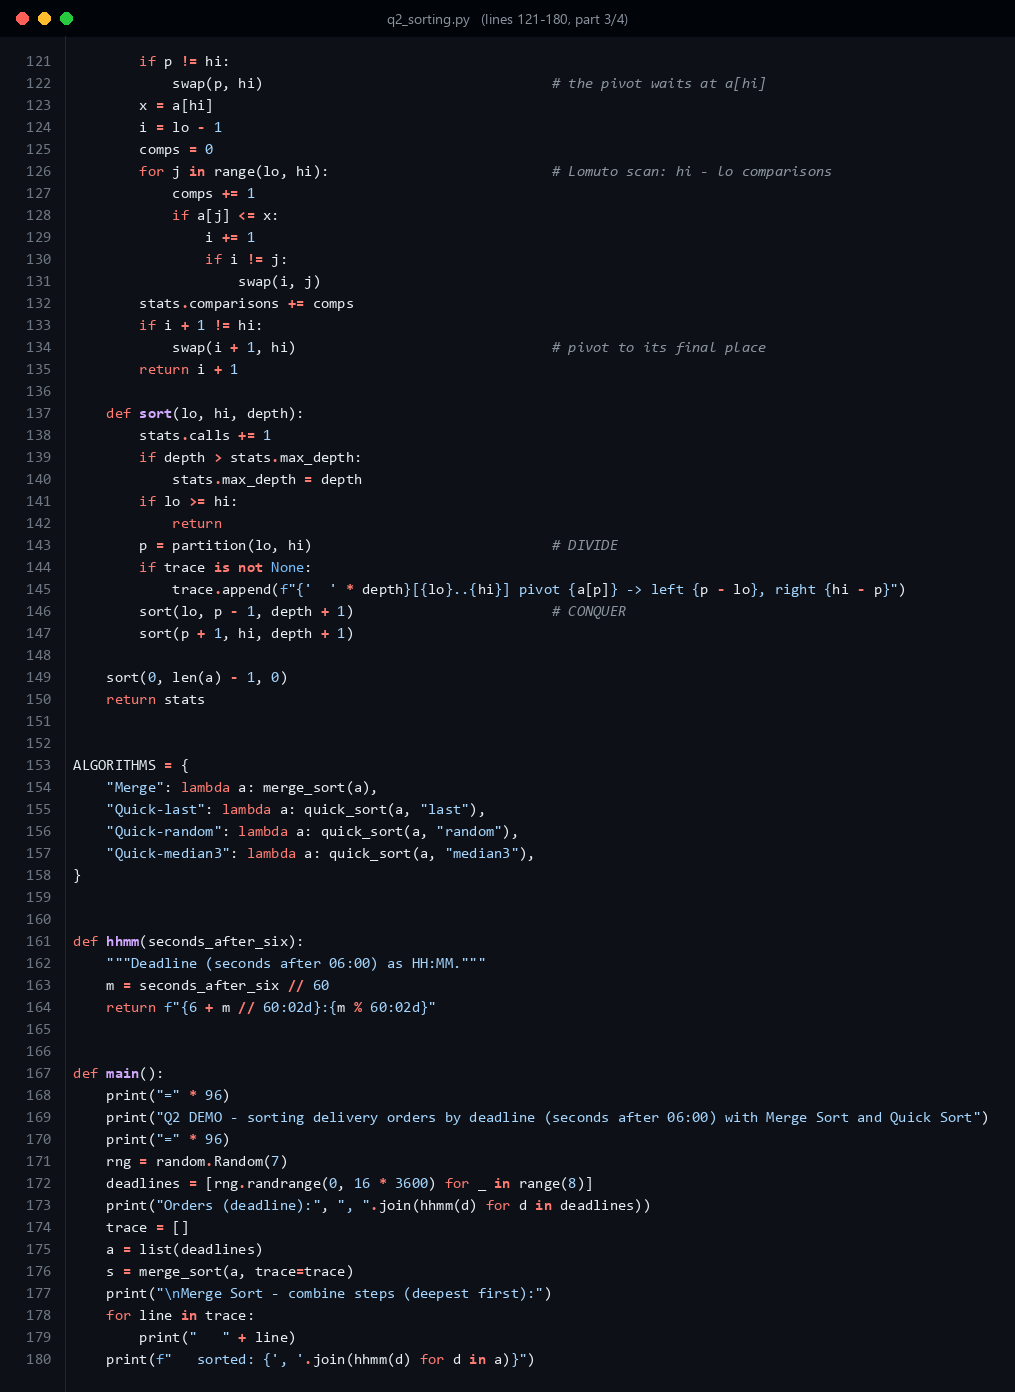 q2_sorting.py (lines 121-180, part 3/4)
121         if p != hi:
122             swap(p, hi)                                   # the pivot waits at a[hi]
123         x = a[hi]
124         i = lo - 1
125         comps = 0
126         for j in range(lo, hi):                           # Lomuto scan: hi - lo comparisons
127             comps += 1
128             if a[j] <= x:
129                 i += 1
130                 if i != j:
131                     swap(i, j)
132         stats.comparisons += comps
133         if i + 1 != hi:
134             swap(i + 1, hi)                               # pivot to its final place
135         return i + 1
136
137     def sort(lo, hi, depth):
138         stats.calls += 1
139         if depth > stats.max_depth:
140             stats.max_depth = depth
141         if lo >= hi:
142             return
143         p = partition(lo, hi)                             # DIVIDE
144         if trace is not None:
145             trace.append(f"{'  ' * depth}[{lo}..{hi}] pivot {a[p]} -> left {p - lo}, right {hi - p}")
146         sort(lo, p - 1, depth + 1)                        # CONQUER
147         sort(p + 1, hi, depth + 1)
148
149     sort(0, len(a) - 1, 0)
150     return stats
151
152
153 ALGORITHMS = {
154     "Merge": lambda a: merge_sort(a),
155     "Quick-last": lambda a: quick_sort(a, "last"),
156     "Quick-random": lambda a: quick_sort(a, "random"),
157     "Quick-median3": lambda a: quick_sort(a, "median3"),
158 }
159
160
161 def hhmm(seconds_after_six):
162     """Deadline (seconds after 06:00) as HH:MM."""
163     m = seconds_after_six // 60
164     return f"{6 + m // 60:02d}:{m % 60:02d}"
165
166
167 def main():
168     print("=" * 96)
169     print("Q2 DEMO - sorting delivery orders by deadline (seconds after 06:00) with Merge Sort and Quick Sort")
170     print("=" * 96)
171     rng = random.Random(7)
172     deadlines = [rng.randrange(0, 16 * 3600) for _ in range(8)]
173     print("Orders (deadline):", ", ".join(hhmm(d) for d in deadlines))
174     trace = []
175     a = list(deadlines)
176     s = merge_sort(a, trace=trace)
177     print("\nMerge Sort - combine steps (deepest first):")
178     for line in trace:
179         print("   " + line)
180     print(f"   sorted: {', '.join(hhmm(d) for d in a)}")